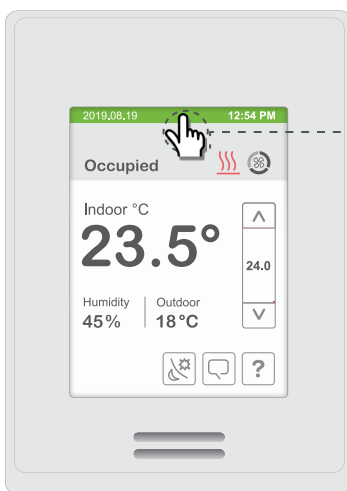 2019.08.19 12:54 PM
Occupied
Indoor °C
23.5°
24.0
Humidity Outdoor
45% 18°C
?